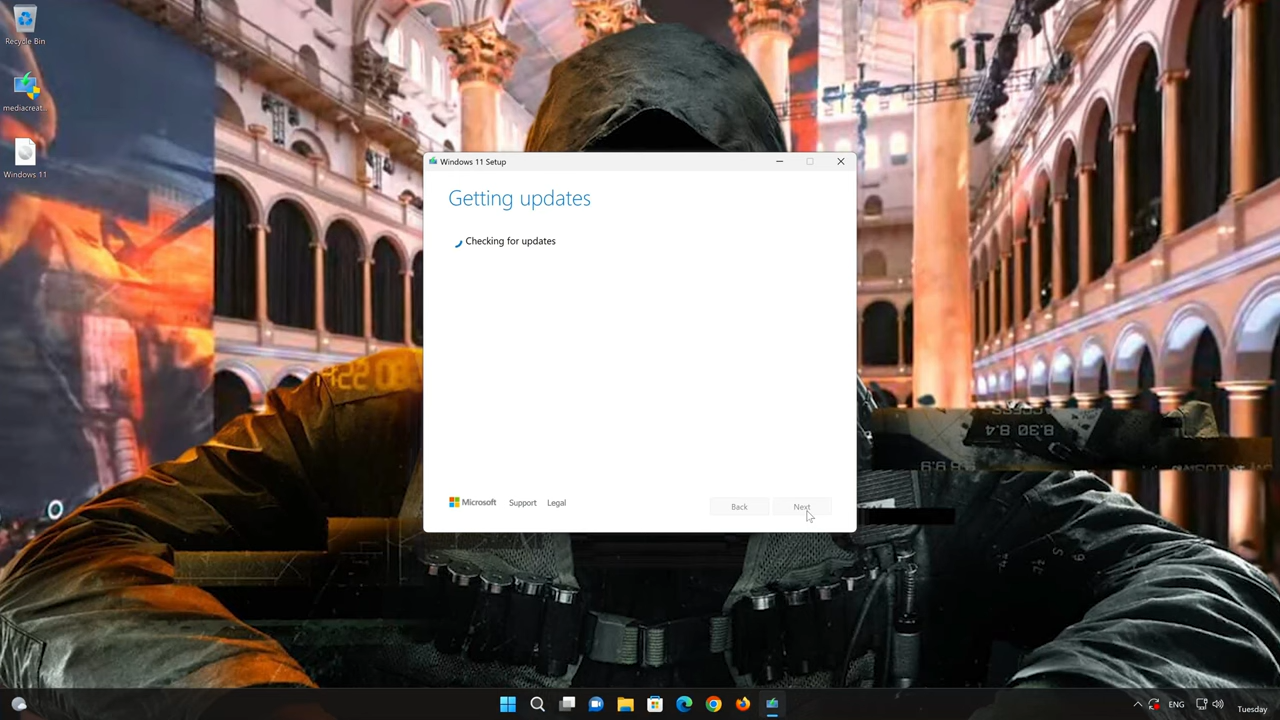 Recycle Bin
mediacreat...
Windows 11
Windows 11 Setup
Getting updates
Checking for updates
Microsoft
Support
Legal
Back
Next
ENG
Tuesday